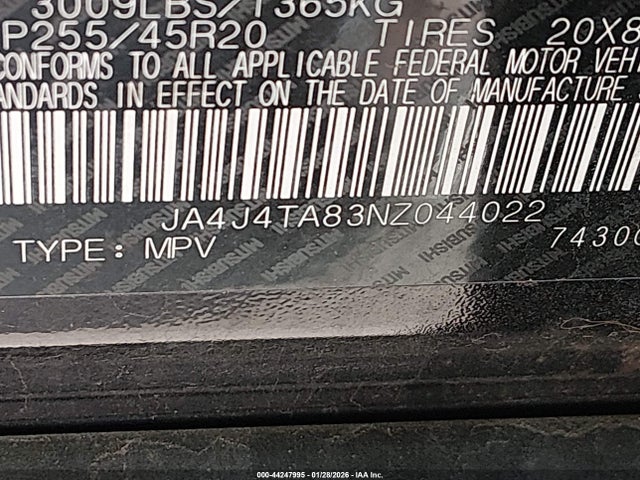 3009LBS/1365KG
P255/45R20 TIRES 20X8
CONFORMS TO ALL APPLICABLE FEDERAL MOTOR VEH
ANDARDS IN EFFECT ON THE DATE OF MANUFACTURE
JA4J4TA83NZ044022
TYPE: MPV 7430
MITSUBISHI
000-44247995 - 01/28/2026 - IAA Inc.